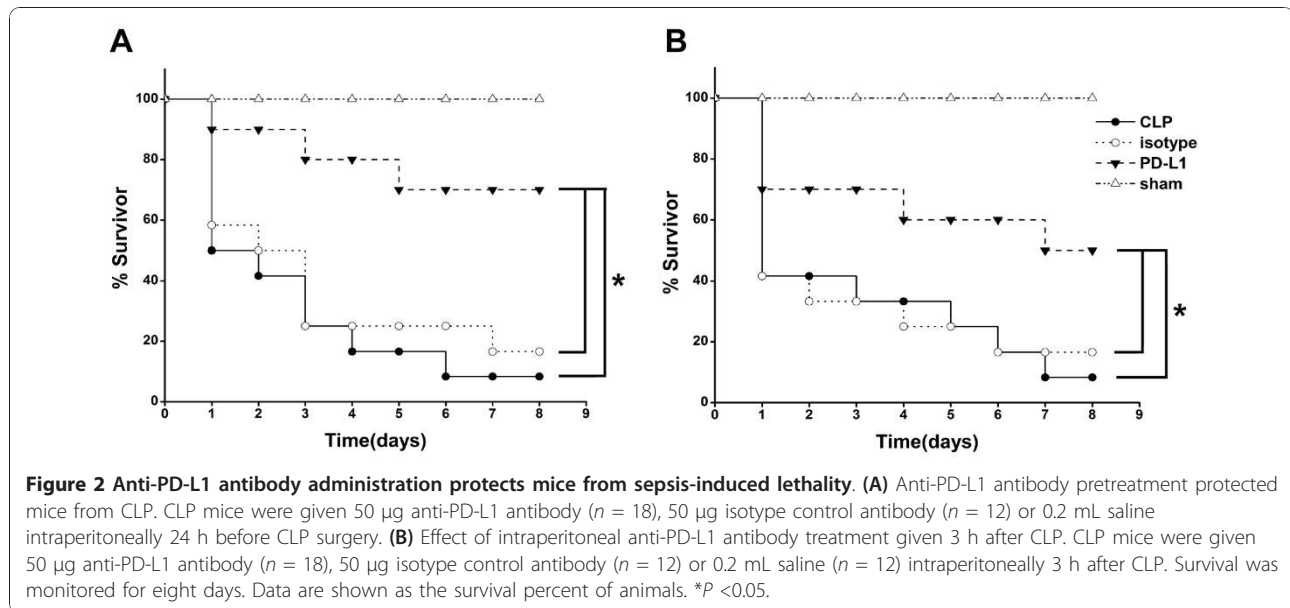 A
B
100
80
60
40
20
0
% Survivor
0 1 2 3 4 5 6 7 8 9
Time(days)
*
100
80
60
40
20
0
% Survivor
0 1 2 3 4 5 6 7 8 9
Time(days)
*
CLP
isotype
PD-L1
sham
Figure 2 Anti-PD-L1 antibody administration protects mice from sepsis-induced lethality. (A) Anti-PD-L1 antibody pretreatment protected
mice from CLP. CLP mice were given 50 μg anti-PD-L1 antibody (n = 18), 50 μg isotype control antibody (n = 12) or 0.2 mL saline
intraperitoneally 24 h before CLP surgery. (B) Effect of intraperitoneal anti-PD-L1 antibody treatment given 3 h after CLP. CLP mice were given
50 μg anti-PD-L1 antibody (n = 18), 50 μg isotype control antibody (n = 12) or 0.2 mL saline (n = 12) intraperitoneally 3 h after CLP. Survival was
monitored for eight days. Data are shown as the survival percent of animals. *P <0.05.